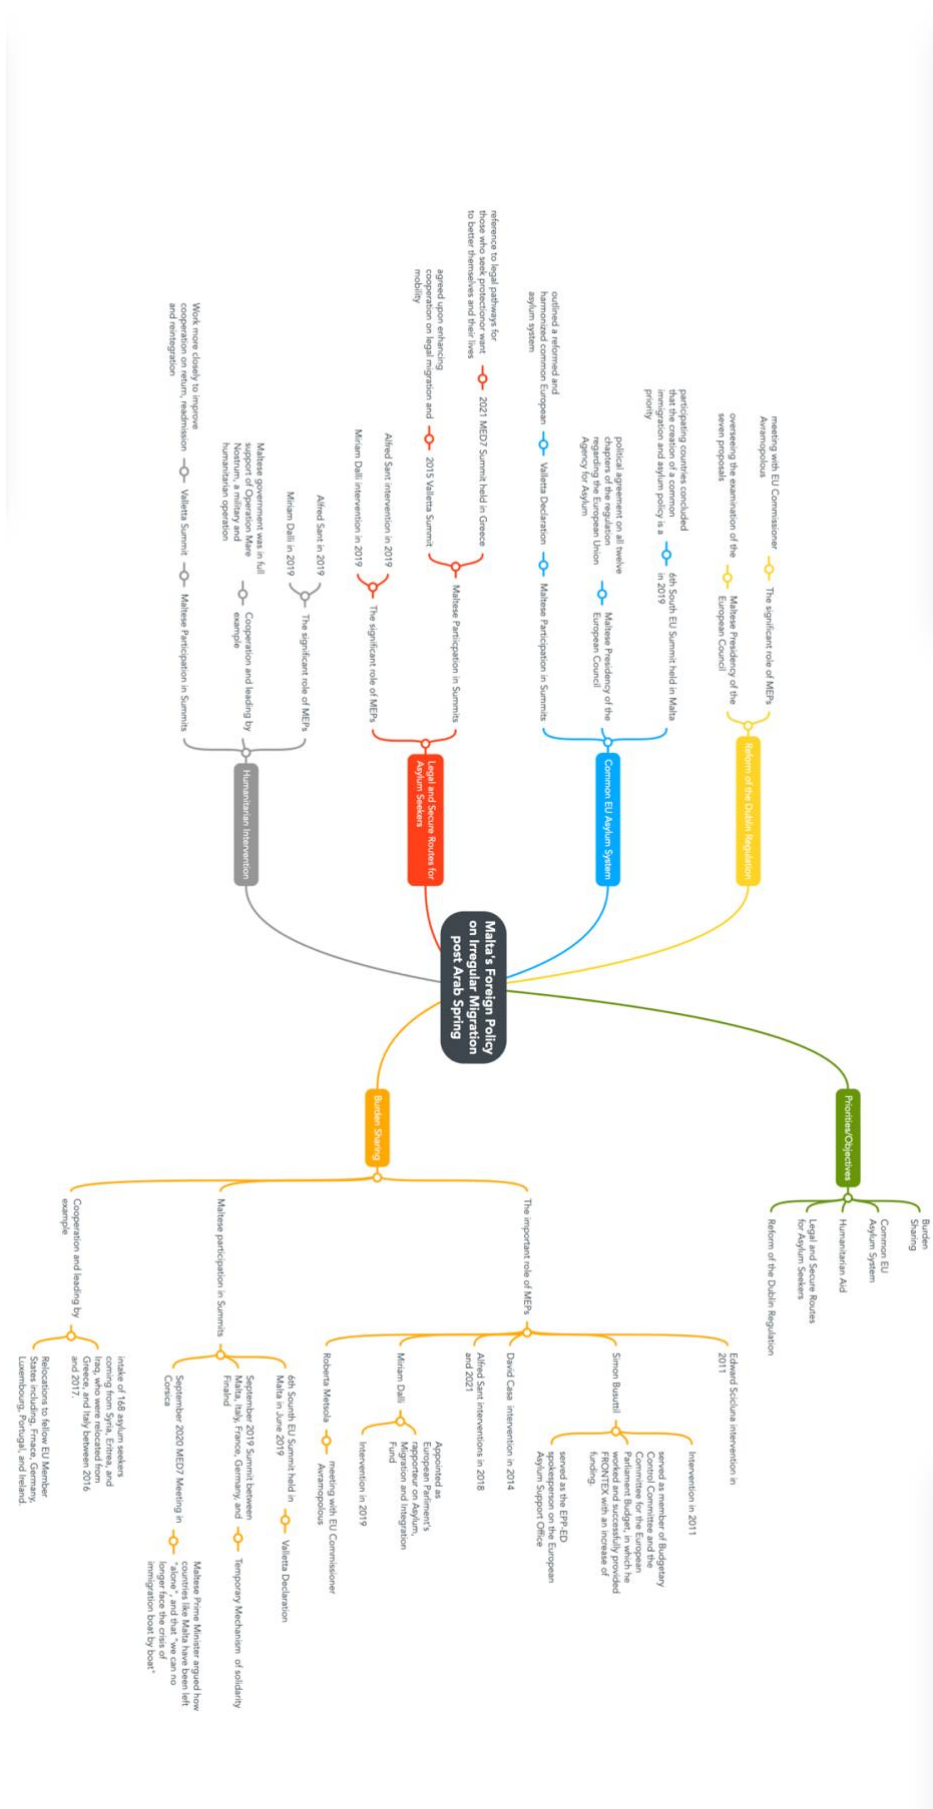 Malta's Foreign Policy
on Irregular Migration
post Arab Spring
Priorities/Objectives
Burden
Sharing
Common EU
Asylum System
Humanitarian Aid
Legal and Secure Routes
for Asylum Seekers
Reform of the Dublin Regulation
Burden Sharing
The important role of MEPs
Edward Scicluna intervention in
2011
Simon Busuttil
Intervention in 2011
served as member of Budgetary
Control Committee and the
Committee for the European
Parliament Budget, in which he
worked and successfully provided
FRONTEX with an increase of
funding.
served as the EPP-ED
spokesperson on the European
Asylum Support Office
David Casa intervention in 2014
Alfred Sant interventions in 2018
and 2021
Miriam Dalli
Appointed as
European Parliment's
rapporteur on Asylum,
Migration and Integration
Fund
Intervention in 2019
Roberta Metsola
meeting with EU Commissioner
Avramopolous
Maltese participation in Summits
6th Sourth EU Summit held in
Malta in June 2019
Valletta Declaration
September 2019 Summit between
Malta, Italy, France, Germany, and
Finalnd
Temporary Mechanism of solidarity
September 2020 MED7 Meeting in
Corsica
Maltese Prime Minister argued how
countries like Malta have been left
"alone", and that "we can no
longer face the crisis of
immigration boat by boat"
Cooperation and leading by
example
intake of 168 asylum seekers
coming from Syria, Eritrea, and
Iraq, who were relocated from
Greece, and Italy between 2016
and 2017.
Relocations to fellow EU Member
States including, Frnace, Germany,
Luxembourg, Portugal, and Ireland.
Reform of the Dublin Regulation
The significant role of MEPs
meeting with EU Commissioner
Avramopolous
Maltese Presidency of the
European Council
overseeing the examination of the
seven proposals
Common EU Asylum System
6th South EU Summit held in Malta
in 2019
participating countries concluded
that the creation of a common
immigration and asylum policy is a
priority
Maltese Presidency of the
European Council
political agreement on all twelve
chapters of the regulation
regarding the European Union
Agency for Asylum
Maltese Participation in Summits
Valletta Declaration
outlined a reformed and
harmonized common European
asylum system
Legal and Secure Routes for
Asylum Seekers
Maltese Partiicpation in Summits
2021 MED7 Summit held in Greece
reference to legal pathways for
those who seek protectionor want
to better themselves and their lives
2015 Valletta Summit
agreed upon enhancing
cooperation on legal migration and
mobility
The significant role of MEPs
Alfred Sant intervention in 2019
Miriam Dalli intervention in 2019
Humanitarian Intervention
The significant role of MEPs
Alfred Sant in 2019
Miriam Dalli in 2019
Cooperation and leading by
example
Maltese government was in full
support of Operation Mare
Nostrum, a military and
humanitarian operation
Maltese Participation in Summits
Valletta Summit
Work more closely to improve
cooperation on return, readmission
and reintegration